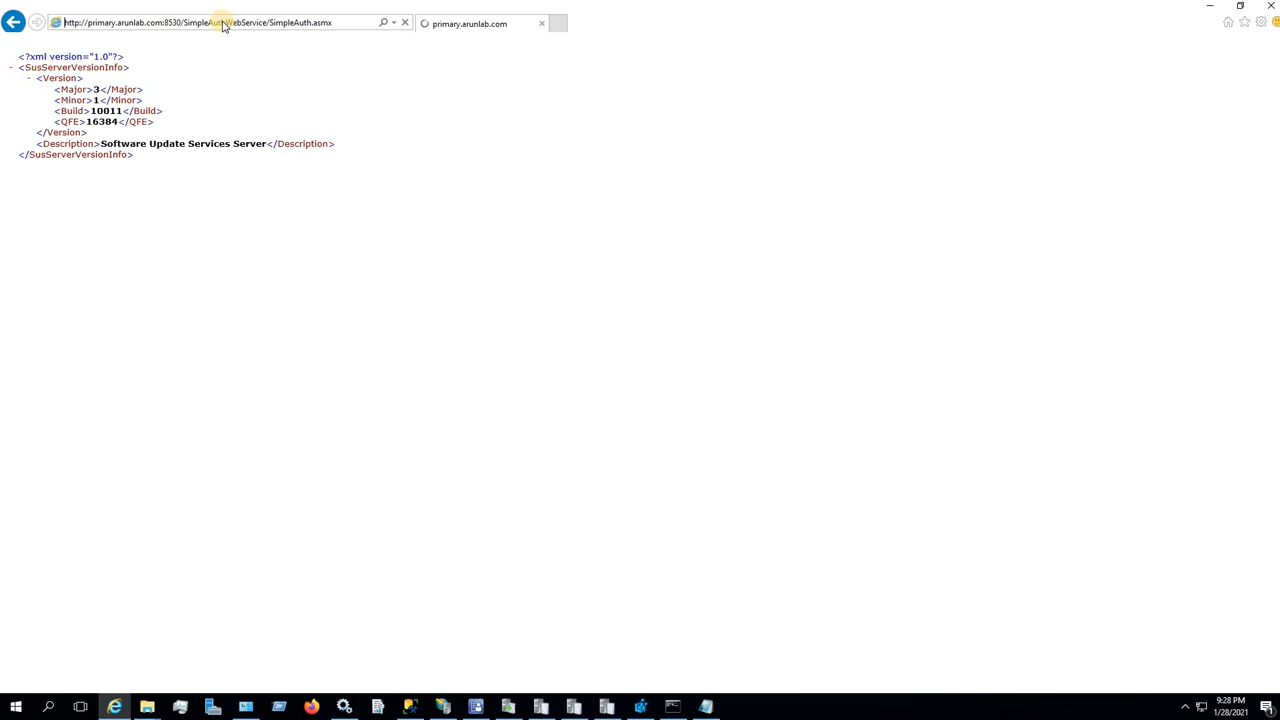 http://primary.arunlab.com:8530/SimpleAuthWebService/SimpleAuth.asmx
primary.arunlab.com
<?xml version="1.0"?>
- <SusServerVersionInfo>
- <Version>
<Major>3</Major>
<Minor>1</Minor>
<Build>10011</Build>
<QFE>16384</QFE>
</Version>
<Description>Software Update Services Server</Description>
</SusServerVersionInfo>
9:28 PM
1/28/2021